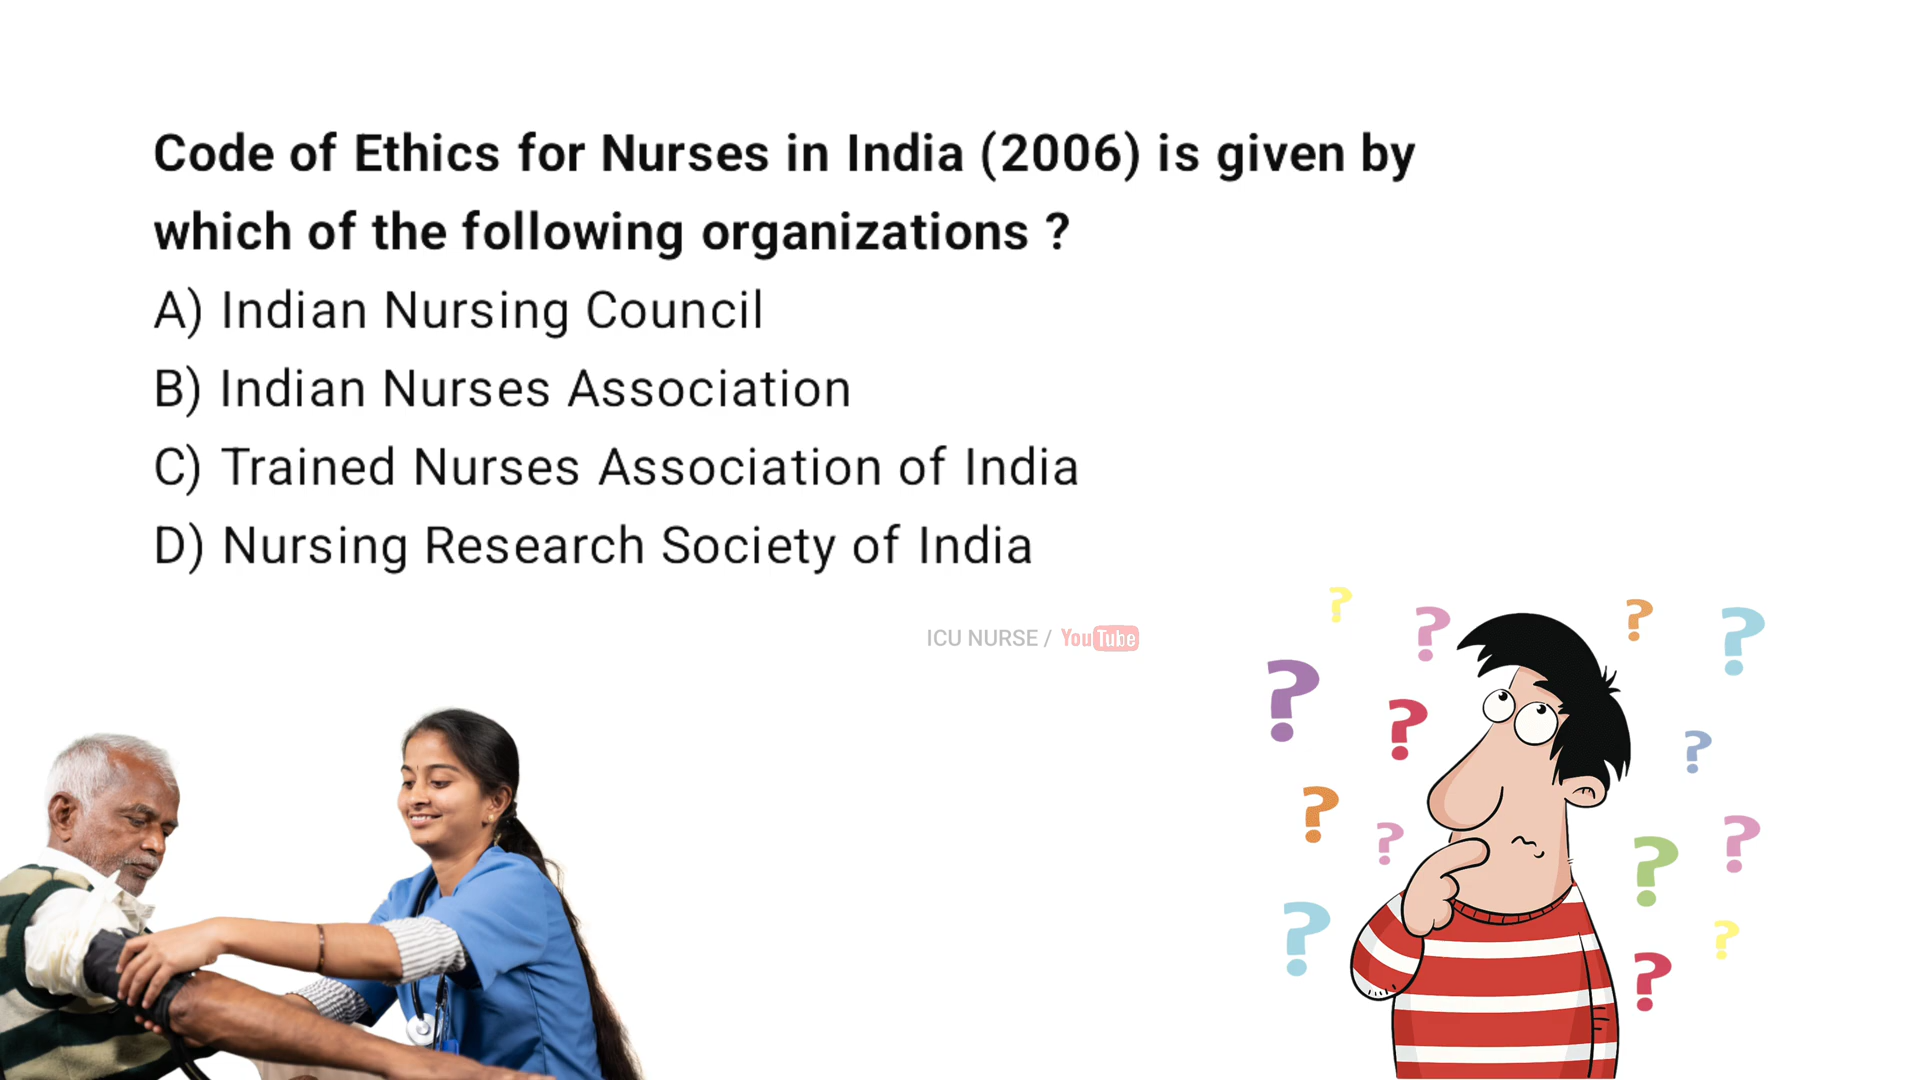 Code of Ethics for Nurses in India (2006) is given by
which of the following organizations ?
A) Indian Nursing Council
B) Indian Nurses Association
C) Trained Nurses Association of India
D) Nursing Research Society of India
ICU NURSE / YouTube